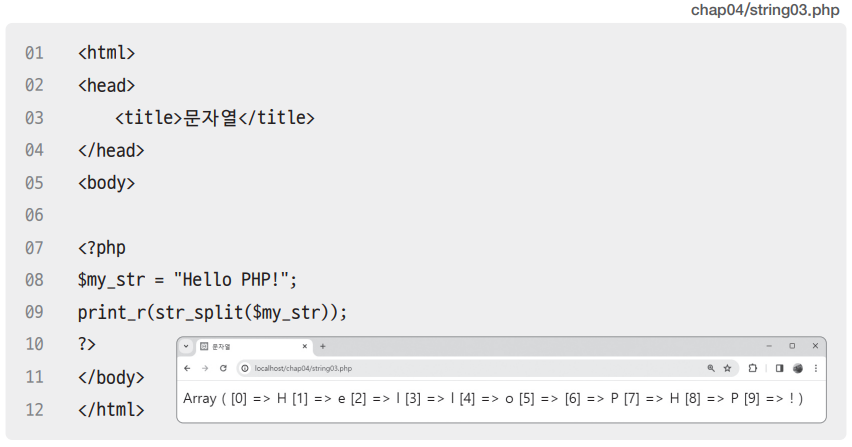 chap04/string03.php
01 <html>
02 <head>
03 <title>문자열</title>
04 </head>
05 <body>
06
07 <?php
08 $my_str = "Hello PHP!";
09 print_r(str_split($my_str));
10 ?>
11 </body>
12 </html>
문자열
localhost/chap04/string03.php
Array ( [0] => H [1] => e [2] => l [3] => l [4] => o [5] => [6] => P [7] => H [8] => P [9] => ! )